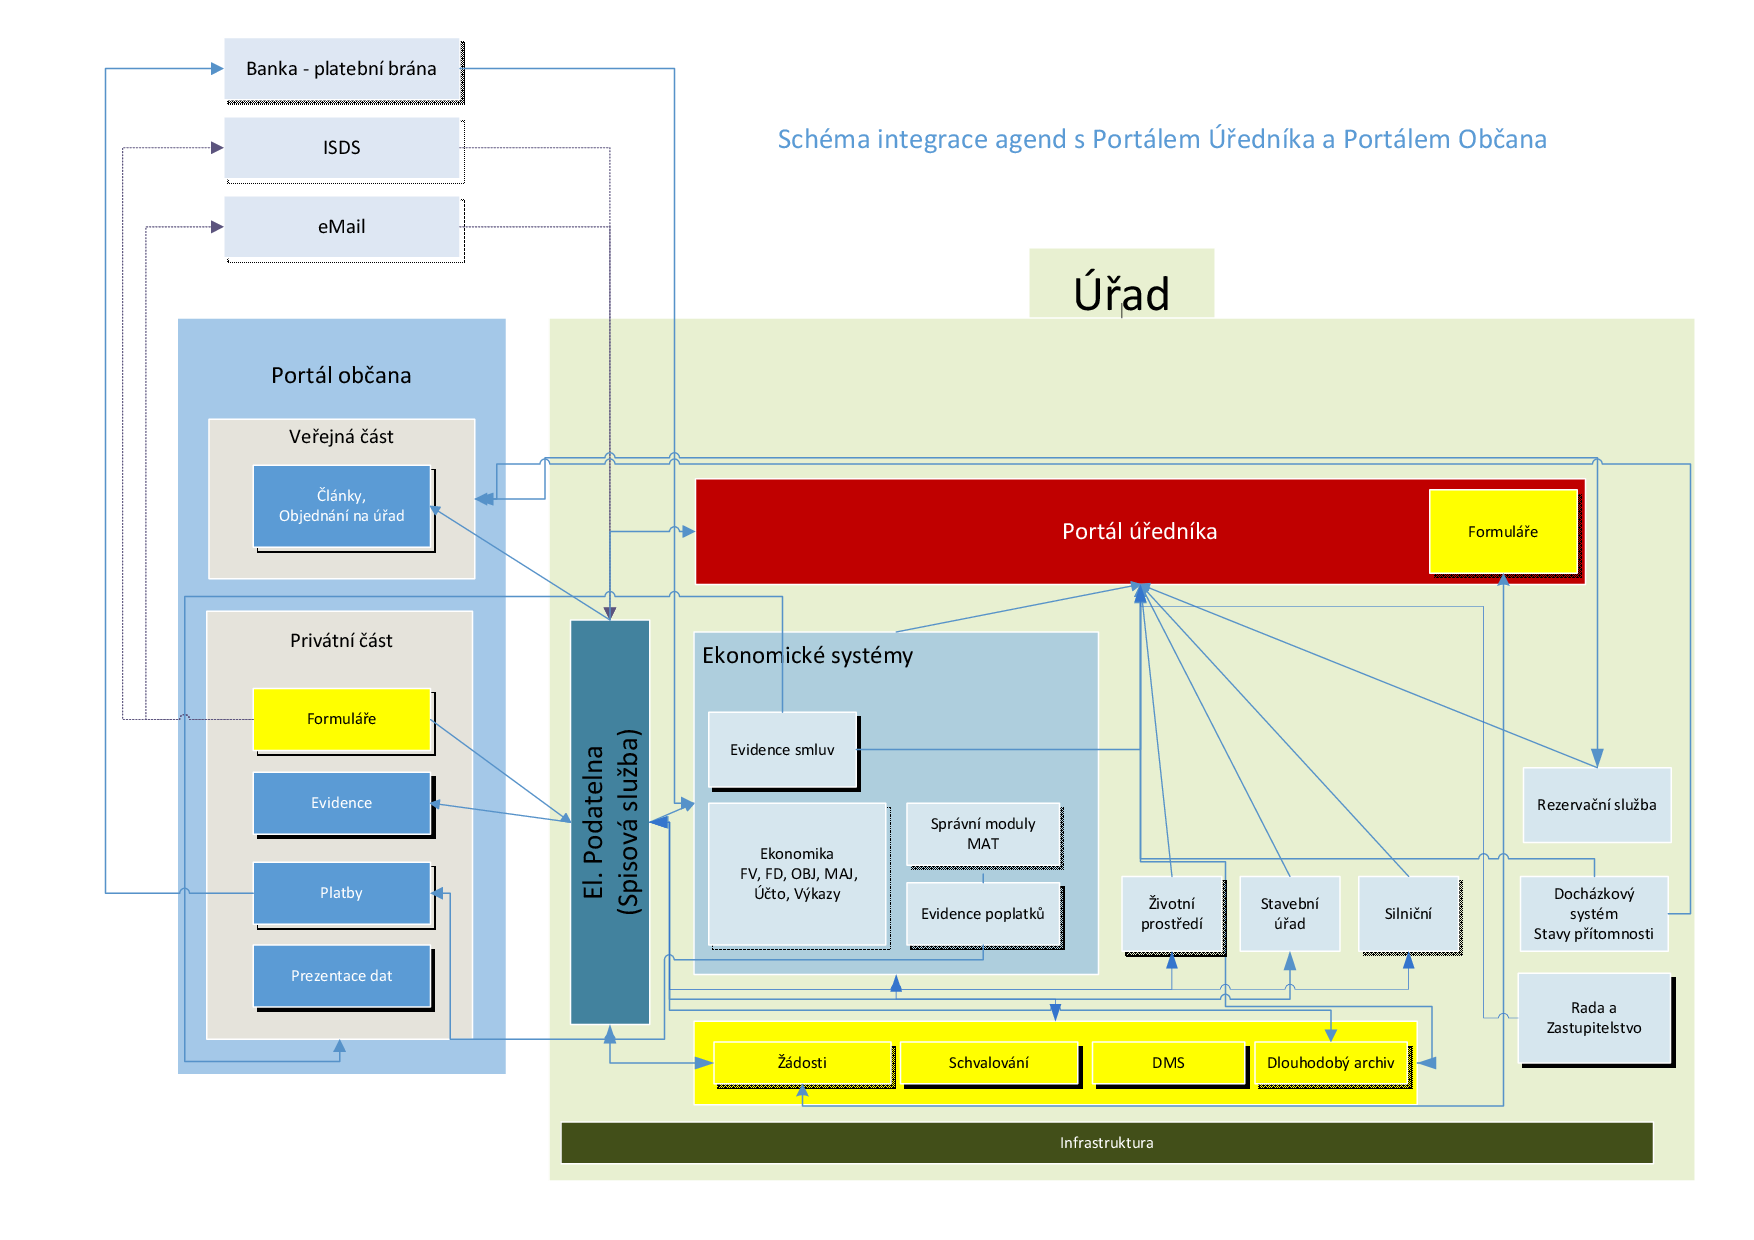 Banka - platební brána
ISDS
eMail
Schéma integrace agend s Portálem Úředníka a Portálem Občana
Úřad
Portál občana
Veřejná část
Články,
Objednání na úřad
Privátní část
Formuláře
Evidence
Platby
Prezentace dat
Portál úředníka
Formuláře
El. Podatelna
(Spisová služba)
Ekonomické systémy
Evidence smluv
Ekonomika
FV, FD, OBJ, MAJ,
Účto, Výkazy
Správní moduly
MAT
Evidence poplatků
Životní
prostředí
Stavební
úřad
Silniční
Rezervační služba
Docházkový
systém
Stavy přítomnosti
Rada a
Zastupitelstvo
Žádosti
Schvalování
DMS
Dlouhodobý archiv
Infrastruktura